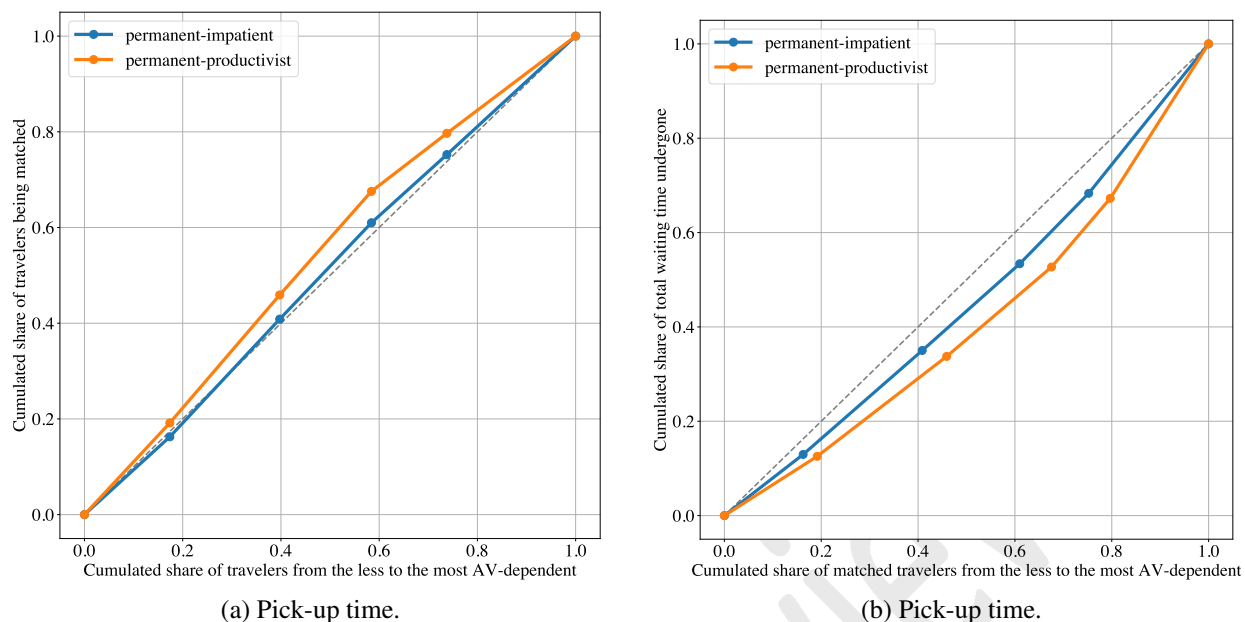 permanent-impatient
permanent-productivist
Cumulated share of travelers being matched
1.0
0.8
0.6
0.4
0.2
0.0
0.0 0.2 0.4 0.6 0.8 1.0
Cumulated share of travelers from the less to the most AV-dependent
(a) Pick-up time.
permanent-impatient
permanent-productivist
Cumulated share of total waiting time undergone
1.0
0.8
0.6
0.4
0.2
0.0
0.0 0.2 0.4 0.6 0.8 1.0
Cumulated share of matched travelers from the less to the most AV-dependent
(b) Pick-up time.